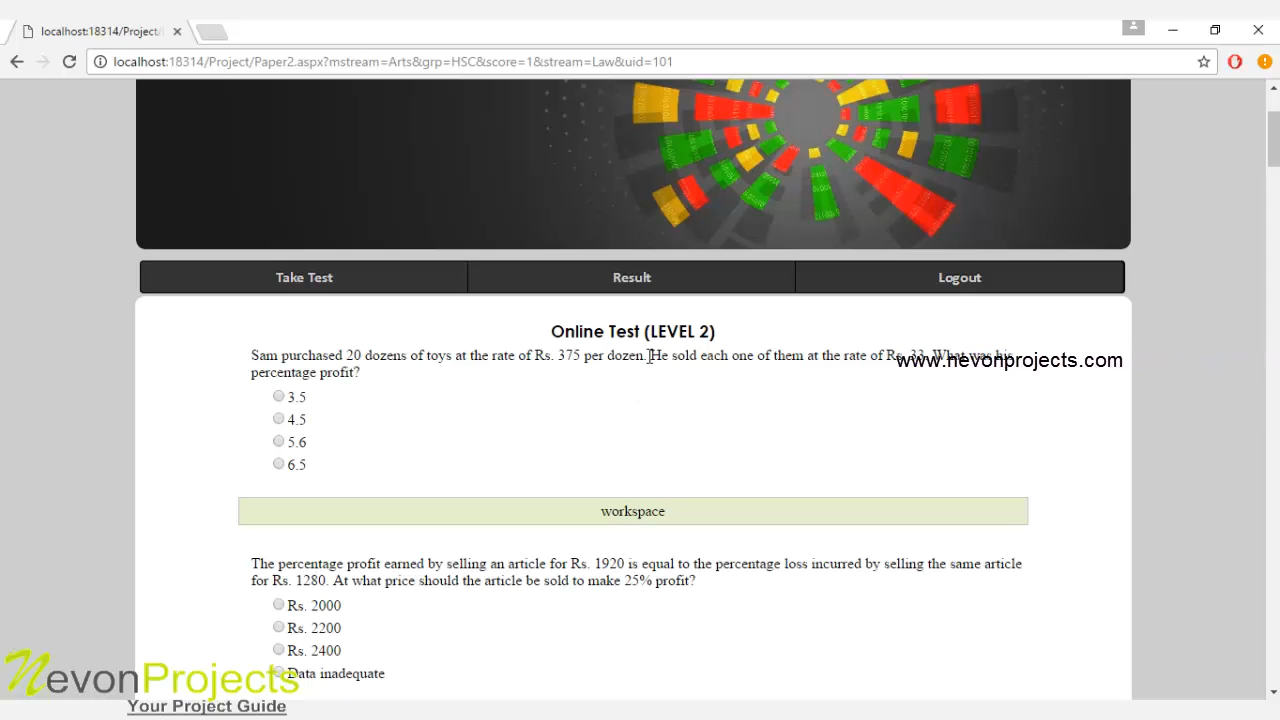 localhost:18314/Project/
localhost:18314/Project/Paper2.aspx?mstream=Arts&grp=HSC&score=1&stream=Law&uid=101
Take Test Result Logout
Online Test (LEVEL 2)
Sam purchased 20 dozens of toys at the rate of Rs. 375 per dozen. He sold each one of them at the rate of Rs. 33. What was his
www.nevonprojects.com
percentage profit?
3.5
4.5
5.6
6.5
workspace
The percentage profit earned by selling an article for Rs. 1920 is equal to the percentage loss incurred by selling the same article
for Rs. 1280. At what price should the article be sold to make 25% profit?
Rs. 2000
Rs. 2200
Rs. 2400
Data inadequate
NevonProjects
Your Project Guide